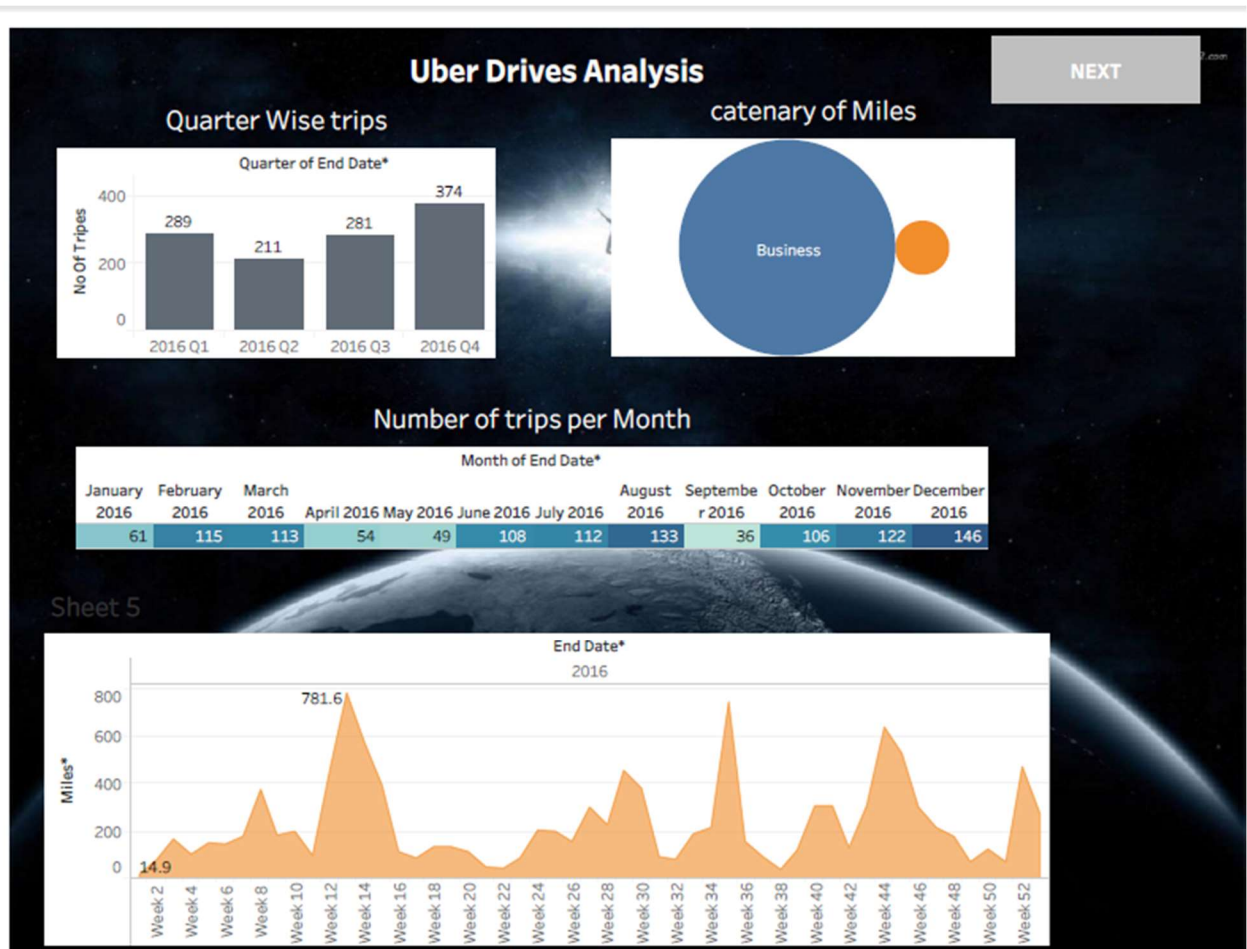 Uber Drives Analysis
NEXT
Quarter Wise trips
catenary of Miles
Quarter of End Date*
No Of Tripes
400
200
0
289
211
281
374
2016 Q1 2016 Q2 2016 Q3 2016 Q4
Business
Number of trips per Month
Month of End Date*
January February March August Septembe October November December
2016 2016 2016 April 2016 May 2016 June 2016 July 2016 2016 r 2016 2016 2016 2016
61 115 113 54 49 108 112 133 36 106 122 146
Sheet 5
End Date*
2016
Miles*
800
600
400
200
0
781.6
14.9
Week 2 Week 4 Week 6 Week 8 Week 10 Week 12 Week 14 Week 16 Week 18 Week 20 Week 22 Week 24 Week 26 Week 28 Week 30 Week 32 Week 34 Week 36 Week 38 Week 40 Week 42 Week 44 Week 46 Week 48 Week 50 Week 52